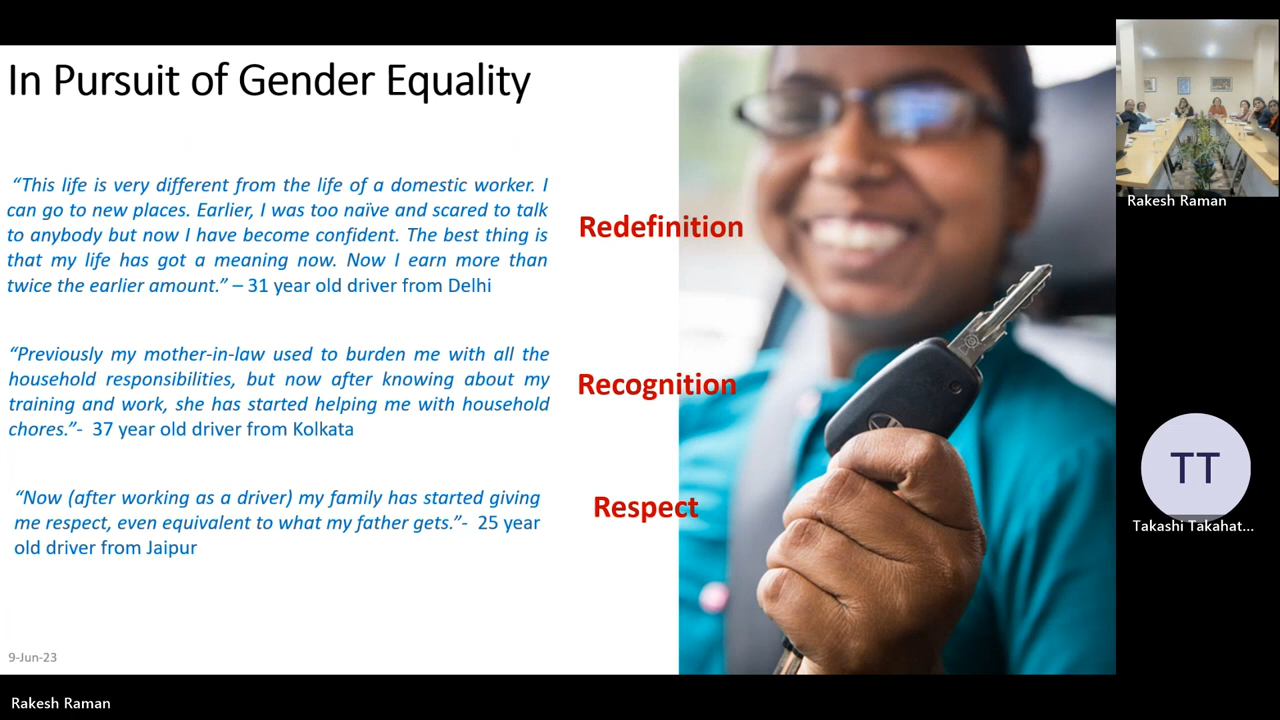 In Pursuit of Gender Equality
“This life is very different from the life of a domestic worker. I
can go to new places. Earlier, I was too naïve and scared to talk
to anybody but now I have become confident. The best thing is
that my life has got a meaning now. Now I earn more than
twice the earlier amount.” – 31 year old driver from Delhi
Redefinition
“Previously my mother-in-law used to burden me with all the
household responsibilities, but now after knowing about my
training and work, she has started helping me with household
chores.”- 37 year old driver from Kolkata
Recognition
“Now (after working as a driver) my family has started giving
me respect, even equivalent to what my father gets.”- 25 year
old driver from Jaipur
Respect
9-Jun-23
Rakesh Raman
Rakesh Raman
TT
Takashi Takahat...